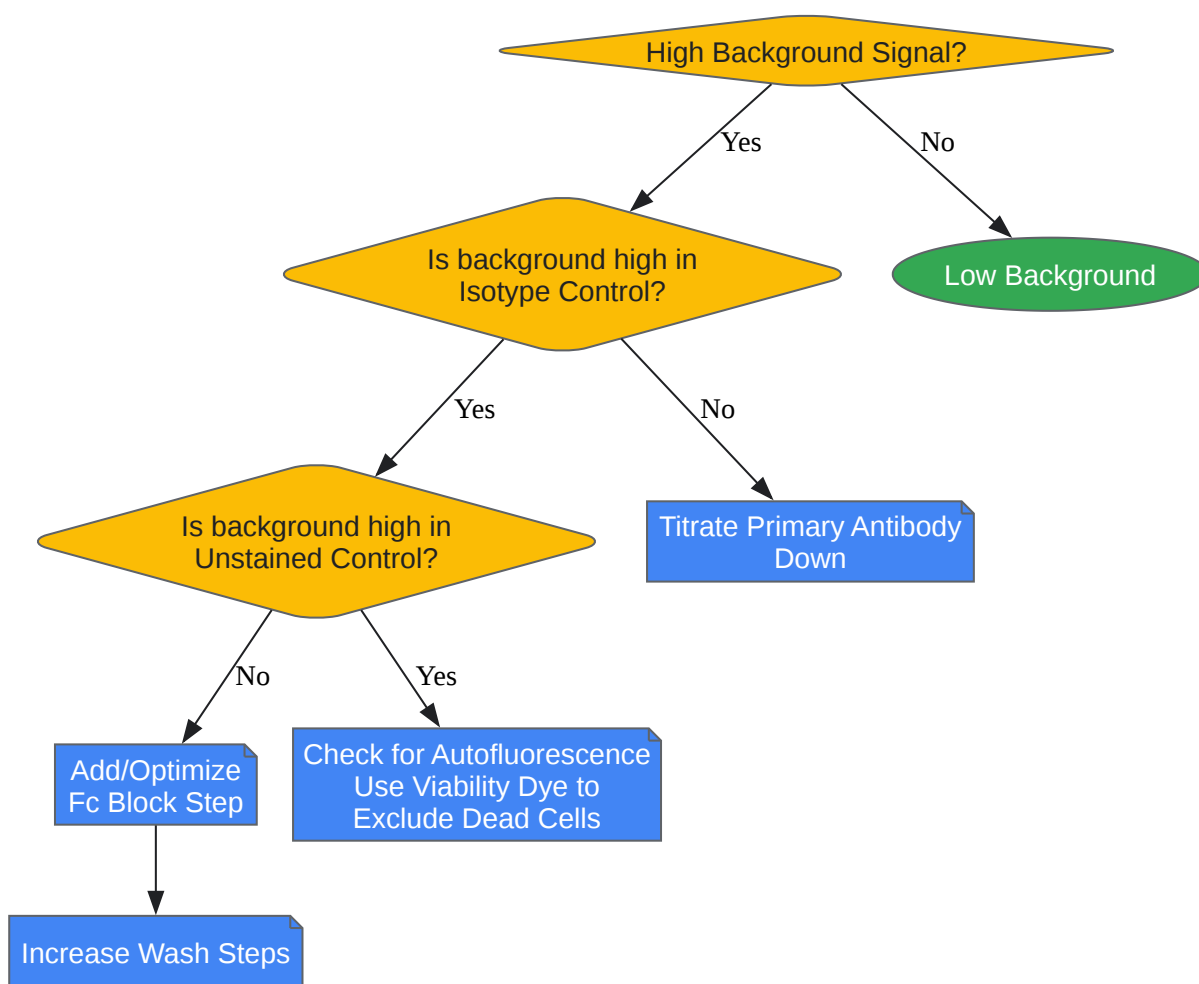 High Background Signal?
Yes
No
Is background high in
Isotype Control?
Low Background
Yes
No
Is background high in
Unstained Control?
Titrate Primary Antibody
Down
No
Yes
Add/Optimize
Fc Block Step
Check for Autofluorescence
Use Viability Dye to
Exclude Dead Cells
Increase Wash Steps